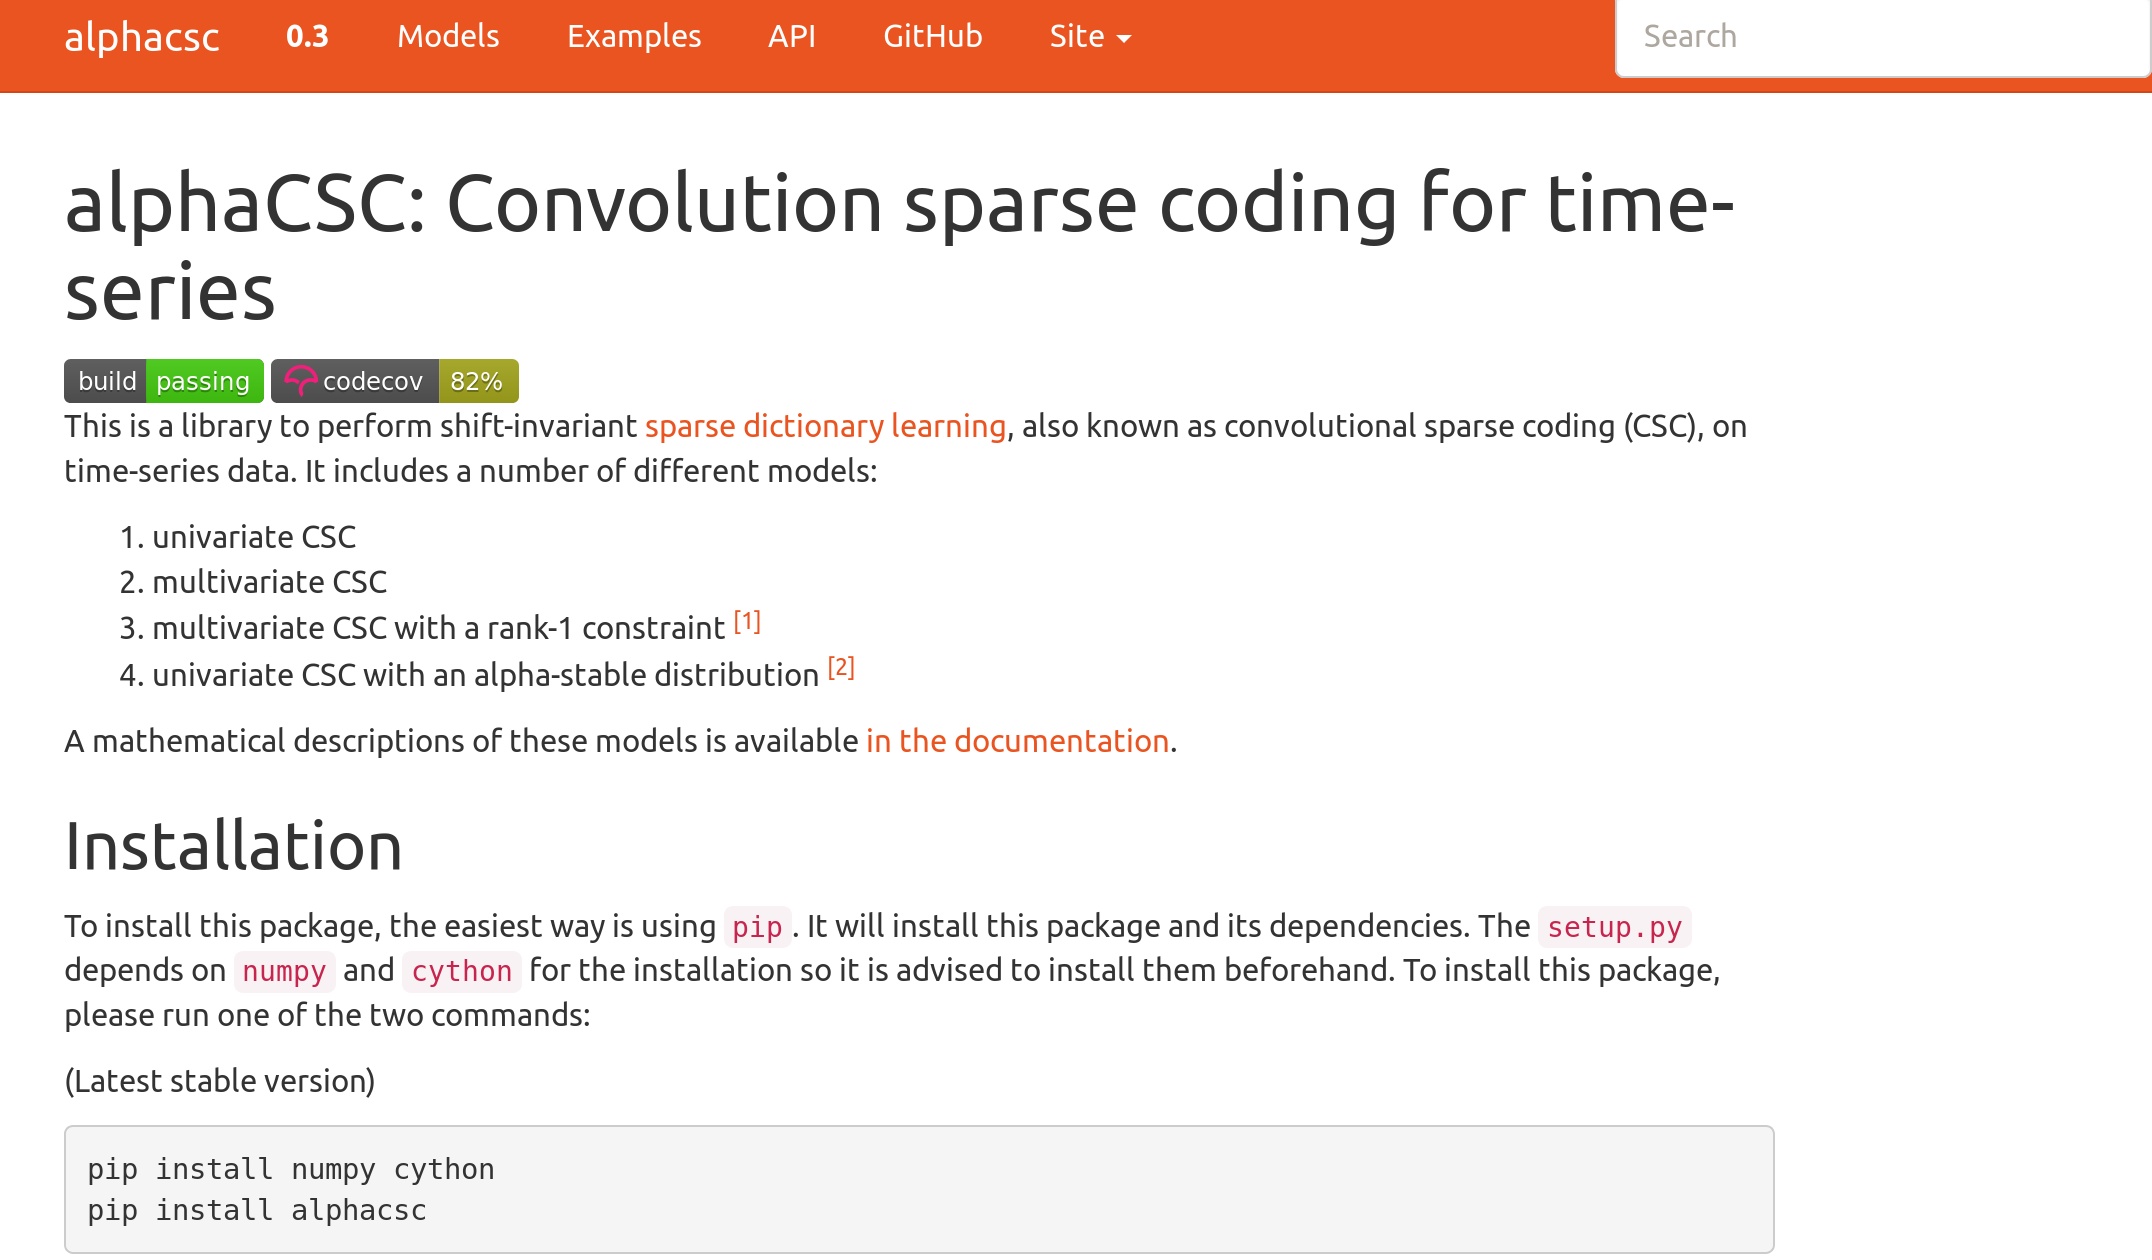 alphacsc 0.3 Models Examples API GitHub Site Search
alphaCSC: Convolution sparse coding for time-
series
build passing codecov 82%
This is a library to perform shift-invariant sparse dictionary learning, also known as convolutional sparse coding (CSC), on
time-series data. It includes a number of different models:
1. univariate CSC
2. multivariate CSC
3. multivariate CSC with a rank-1 constraint [1]
4. univariate CSC with an alpha-stable distribution [2]
A mathematical descriptions of these models is available in the documentation.
Installation
To install this package, the easiest way is using pip. It will install this package and its dependencies. The setup.py
depends on numpy and cython for the installation so it is advised to install them beforehand. To install this package,
please run one of the two commands:
(Latest stable version)
pip install numpy cython
pip install alphacsc